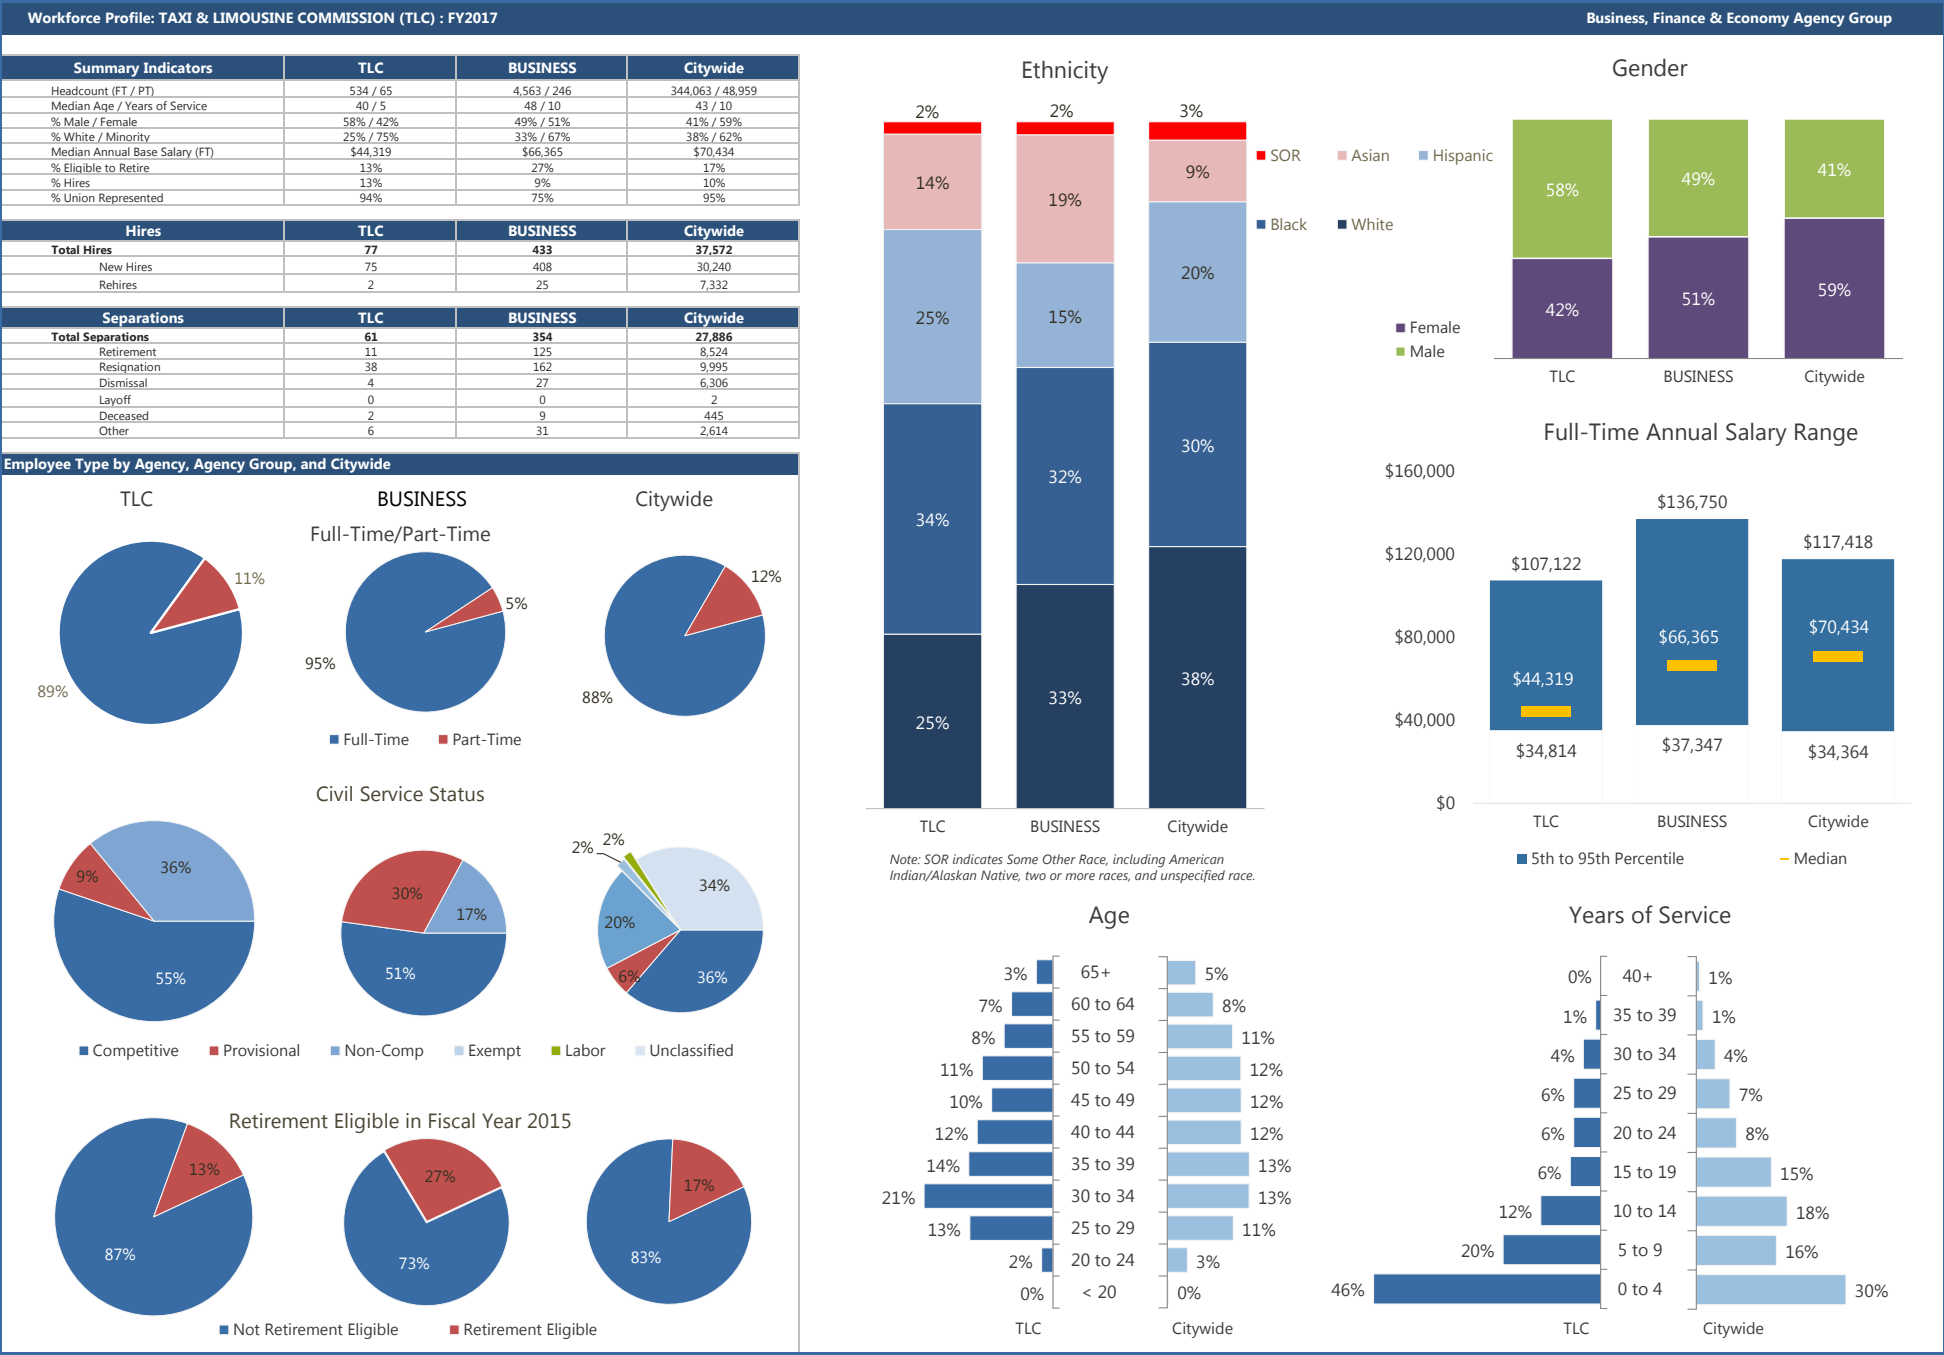 Workforce Profile: TAXI & LIMOUSINE COMMISSION (TLC) : FY2017
Business, Finance & Economy Agency Group
Summary Indicators TLC BUSINESS Citywide
Headcount (FT / PT) 534 / 65 4,563 / 246 344,063 / 48,959
Median Age / Years of Service 40 / 5 48 / 10 43 / 10
% Male / Female 58% / 42% 49% / 51% 41% / 59%
% White / Minority 25% / 75% 33% / 67% 38% / 62%
Median Annual Base Salary (FT) $44,319 $66,365 $70,434
% Eligible to Retire 13% 27% 17%
% Hires 13% 9% 10%
% Union Represented 94% 75% 95%
Hires TLC BUSINESS Citywide
Total Hires 77 433 37,572
New Hires 75 408 30,240
Rehires 2 25 7,332
Separations TLC BUSINESS Citywide
Total Separations 61 354 27,886
Retirement 11 125 8,524
Resignation 38 162 9,995
Dismissal 4 27 6,306
Layoff 0 0 2
Deceased 2 9 445
Other 6 31 2,614
Employee Type by Agency, Agency Group, and Citywide
TLC BUSINESS Citywide
Full-Time/Part-Time
11% 5% 12%
89% 95% 88%
Full-Time Part-Time
Civil Service Status
9% 36% 55%
30% 17% 51%
2% 2% 34% 20% 6% 36%
Competitive Provisional Non-Comp Exempt Labor Unclassified
Retirement Eligible in Fiscal Year 2015
13% 27% 17%
87% 73% 83%
Not Retirement Eligible Retirement Eligible
Ethnicity
2% 2% 3%
14% 19% 9%
25% 15% 20%
34% 32% 30%
25% 33% 38%
TLC BUSINESS Citywide
SOR Asian Hispanic
Black White
Note: SOR indicates Some Other Race, including American
Indian/Alaskan Native, two or more races, and unspecified race.
Gender
58% 49% 41%
42% 51% 59%
Female
Male
TLC BUSINESS Citywide
Full-Time Annual Salary Range
$160,000
$120,000
$80,000
$40,000
$0
$107,122 $136,750 $117,418
$44,319 $66,365 $70,434
$34,814 $37,347 $34,364
TLC BUSINESS Citywide
5th to 95th Percentile Median
Age
3% 65+ 5%
7% 60 to 64 8%
8% 55 to 59 11%
11% 50 to 54 12%
10% 45 to 49 12%
12% 40 to 44 12%
14% 35 to 39 13%
21% 30 to 34 13%
13% 25 to 29 11%
2% 20 to 24 3%
0% < 20 0%
TLC Citywide
Years of Service
0% 40+ 1%
1% 35 to 39 1%
4% 30 to 34 4%
6% 25 to 29 7%
6% 20 to 24 8%
6% 15 to 19 15%
12% 10 to 14 18%
20% 5 to 9 16%
46% 0 to 4 30%
TLC Citywide